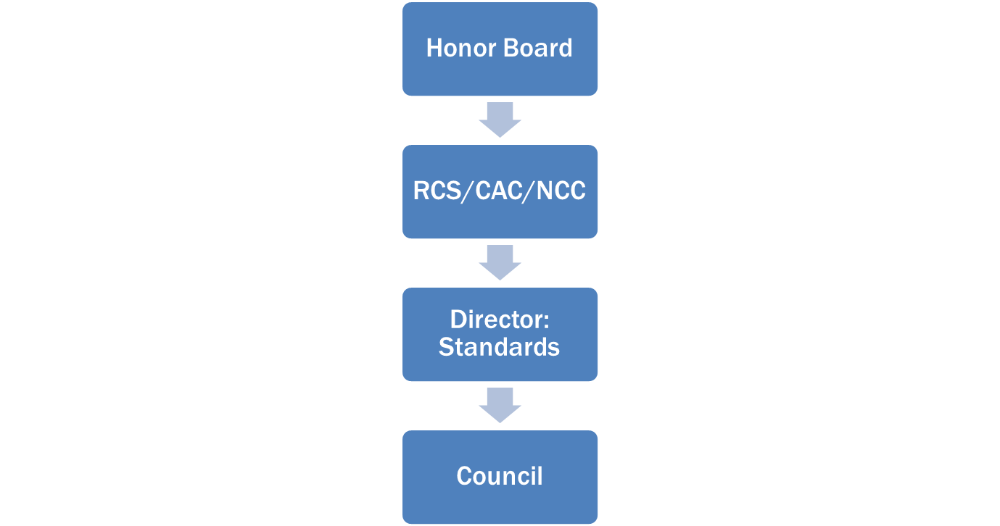 Honor Board
RCS/CAC/NCC
Director:
Standards
Council